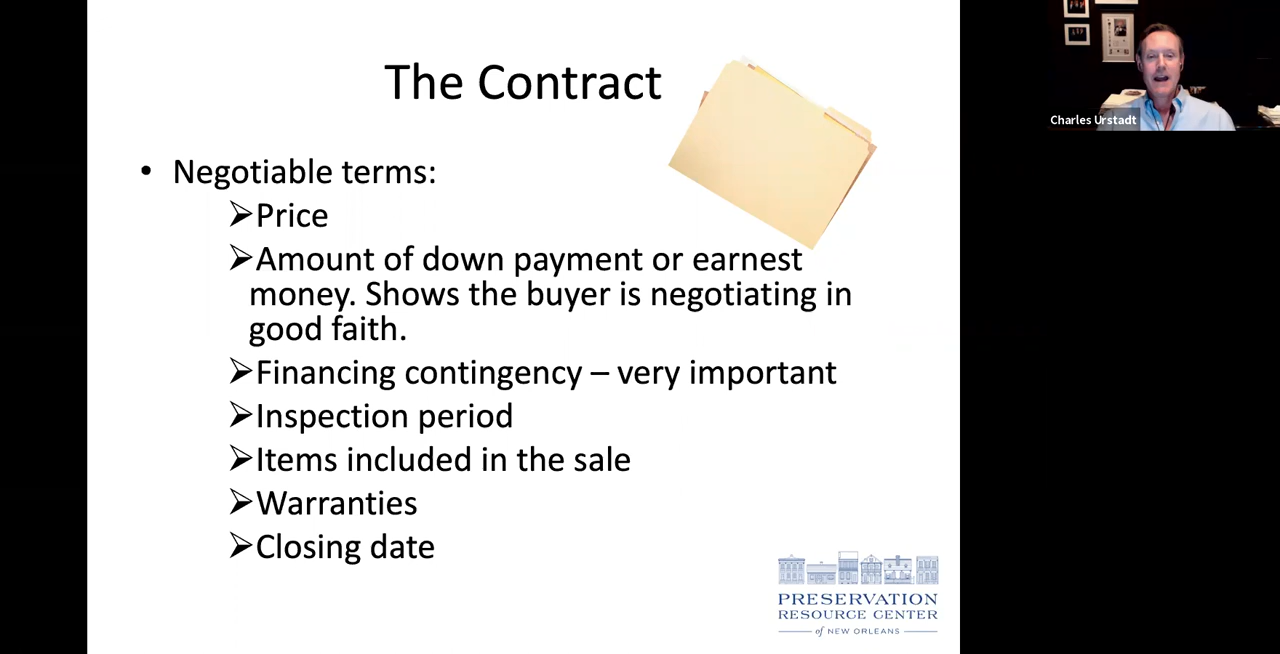 The Contract
• Negotiable terms:
➢Price
➢Amount of down payment or earnest
money. Shows the buyer is negotiating in
good faith.
➢Financing contingency – very important
➢Inspection period
➢Items included in the sale
➢Warranties
➢Closing date
PRESERVATION
RESOURCE CENTER
of NEW ORLEANS
Charles Urstadt